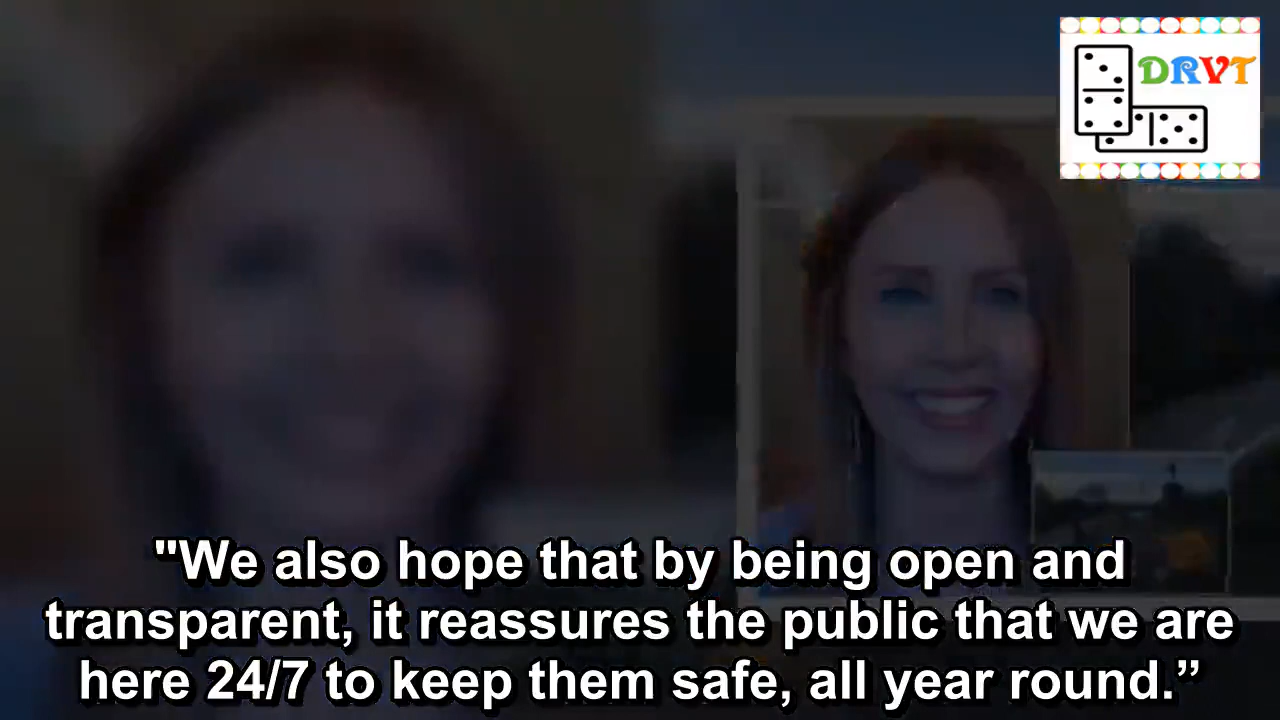 DRVT
"We also hope that by being open and
transparent, it reassures the public that we are
here 24/7 to keep them safe, all year round.”